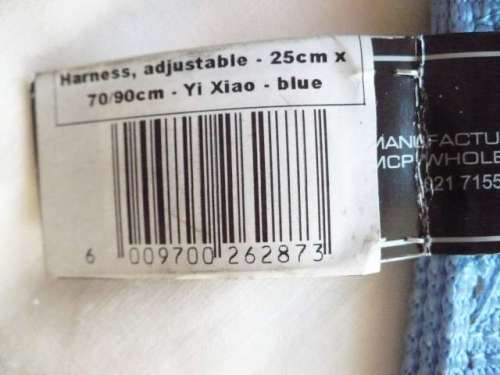 Harness, adjustable - 25cm x
70/90cm - Yi Xiao - blue
6 009700 262873
MANUFACTU
MCP WHOLE
021 7155